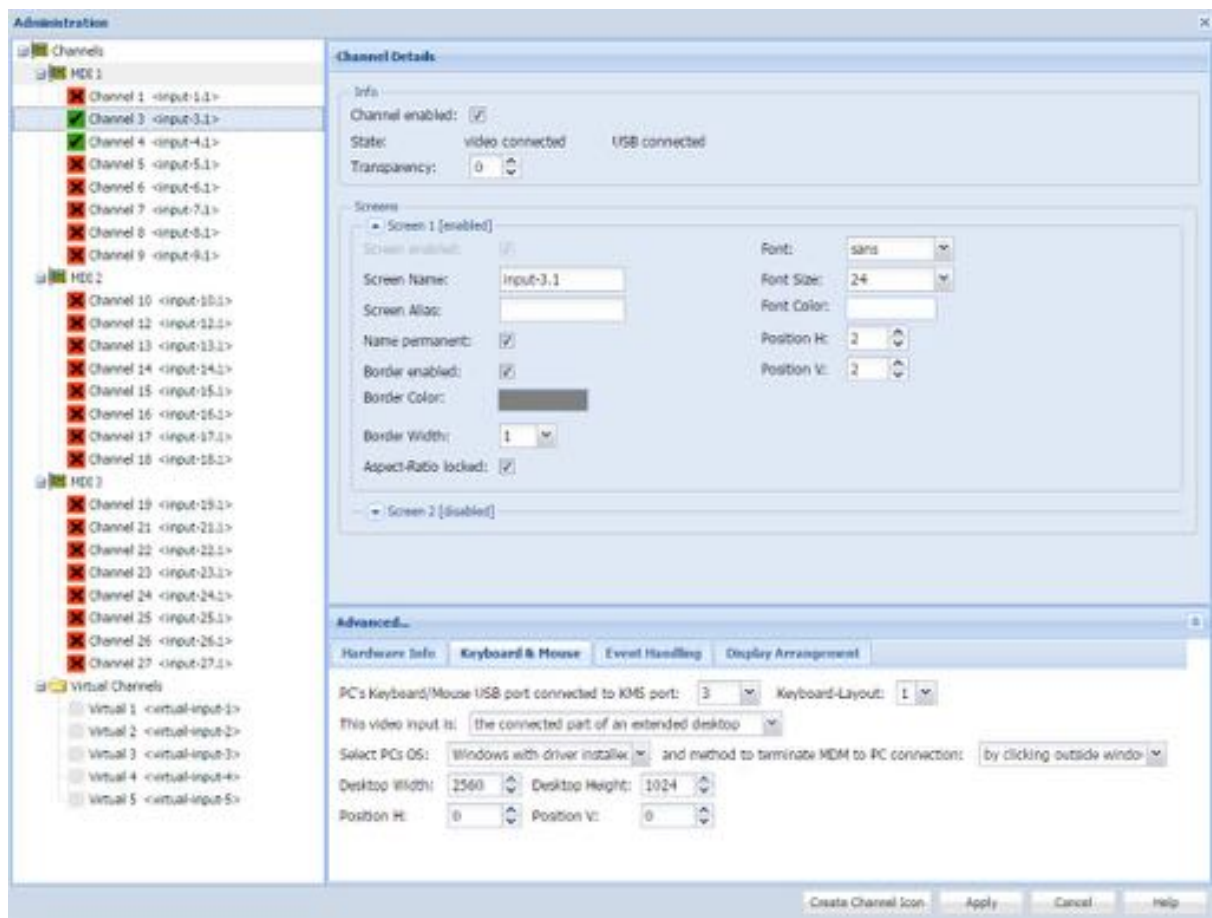 Administration
Channels
MDI 1
Channel 1 <input-1.1>
Channel 3 <input-3.1>
Channel 4 <input-4.1>
Channel 5 <input-5.1>
Channel 6 <input-6.1>
Channel 7 <input-7.1>
Channel 8 <input-8.1>
Channel 9 <input-9.1>
MDI 2
Channel 10 <input-10.1>
Channel 12 <input-12.1>
Channel 13 <input-13.1>
Channel 14 <input-14.1>
Channel 15 <input-15.1>
Channel 16 <input-16.1>
Channel 17 <input-17.1>
Channel 18 <input-18.1>
MDI 3
Channel 19 <input-19.1>
Channel 21 <input-21.1>
Channel 22 <input-22.1>
Channel 23 <input-23.1>
Channel 24 <input-24.1>
Channel 25 <input-25.1>
Channel 26 <input-26.1>
Channel 27 <input-27.1>
Virtual Channels
Virtual 1 <virtual-input-1>
Virtual 2 <virtual-input-2>
Virtual 3 <virtual-input-3>
Virtual 4 <virtual-input-4>
Virtual 5 <virtual-input-5>
Channel Details
Info
Channel enabled:
State: video connected USB connected
Transparency: 0
Screens
Screen 1 [enabled]
Screen enabled:
Screen Name: input-3.1
Screen Alias:
Name permanent:
Border enabled:
Border Color:
Border Width: 1
Aspect-Ratio locked:
Font: sans
Font Size: 24
Font Color:
Position H: 2
Position V: 2
Screen 2 [disabled]
Advanced...
Hardware Info Keyboard & Mouse Event Handling Display Arrangement
PC's Keyboard/Mouse USB port connected to KMS port: 3 Keyboard-Layout: 1
This video input is: the connected part of an extended desktop
Select PCs OS: Windows with driver installec and method to terminate MDM to PC connection: by clicking outside windo
Desktop Width: 2560 Desktop Height: 1024
Position H: 0 Position V: 0
Create Channel Icon Apply Cancel Help